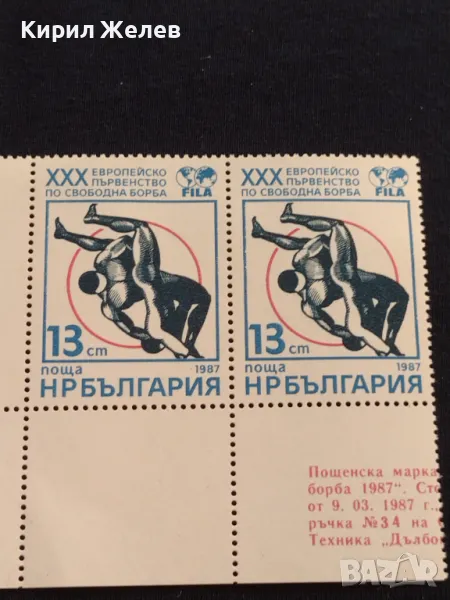 Кирил Желев
XXX ЕВРОПЕЙСКО
ПЪРВЕНСТВО
ПО СВОБОДНА БОРБА
FILA
13 ст
поща
1987
НРБЪЛГАРИЯ
XXX ЕВРОПЕЙСКО
ПЪРВЕНСТВО
ПО СВОБОДНА БОРБА
FILA
13 ст
поща
1987
НРБЪЛГАРИЯ
Пощенска марка
борба 1987“. Сто
от 9. 03. 1987 г.,
ръчка №34 на
Техника „Дълбо
bazar